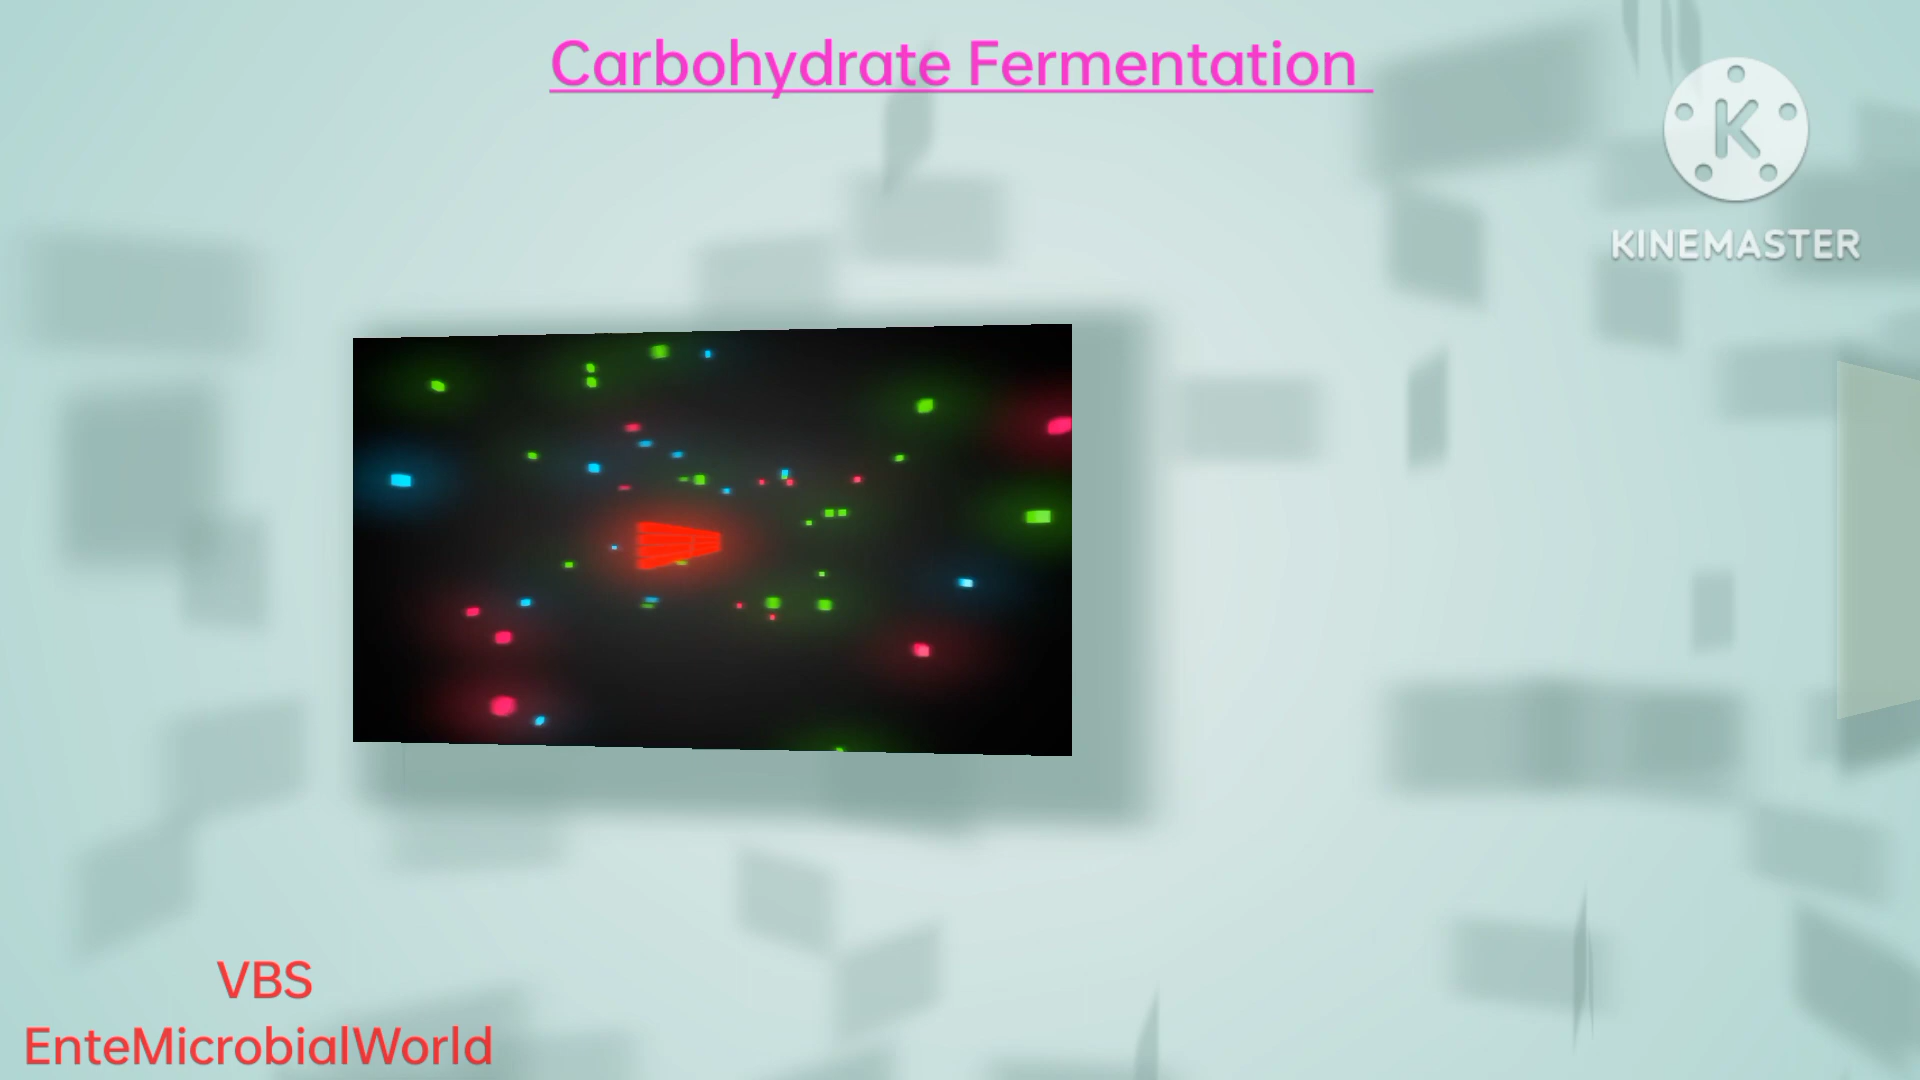 Carbohydrate Fermentation
K
KINEMASTER
VBS
EnteMicrobialWorld